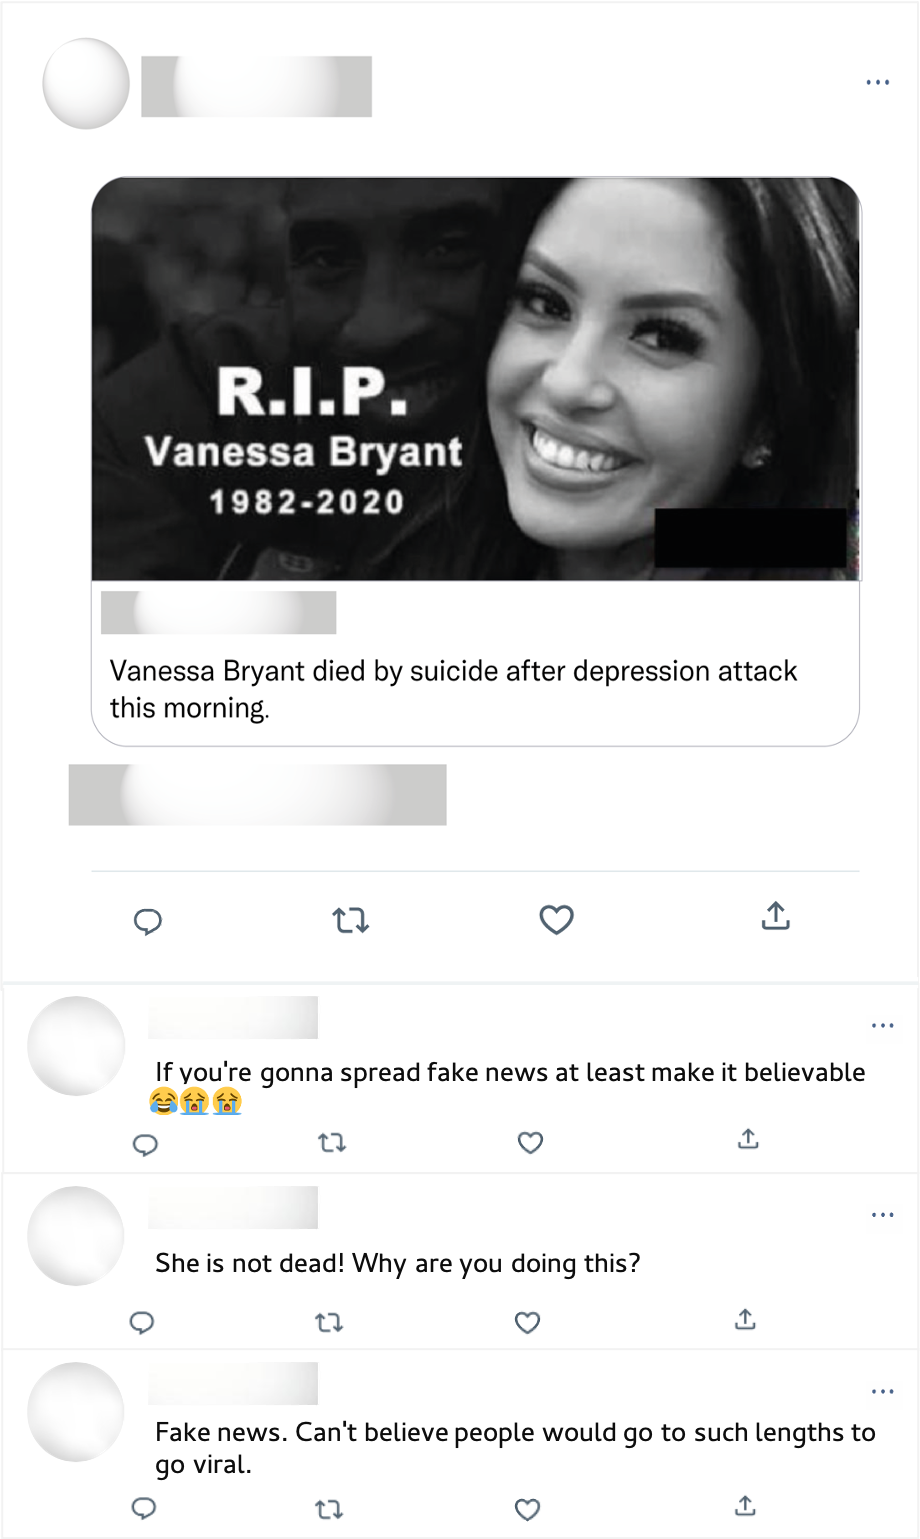 R.I.P.
Vanessa Bryant
1982-2020
Vanessa Bryant died by suicide after depression attack
this morning.
If you're gonna spread fake news at least make it believable
😂😭😭
She is not dead! Why are you doing this?
Fake news. Can't believe people would go to such lengths to
go viral.